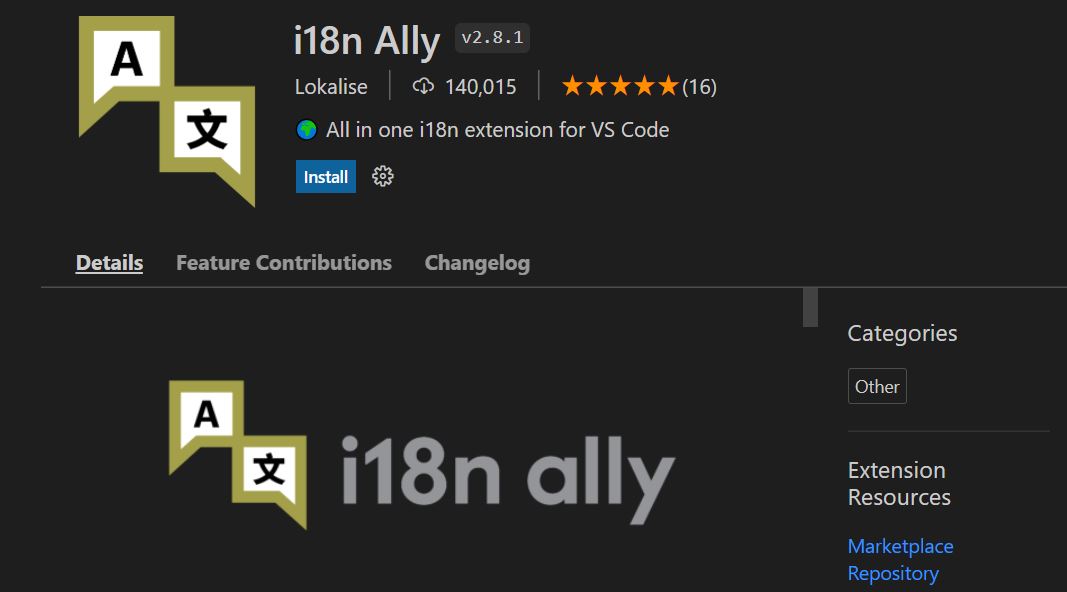 A
文
i18n Ally v2.8.1
Lokalise 140,015 (16)
All in one i18n extension for VS Code
Install
Details Feature Contributions Changelog
A
文
i18n ally
Categories
Other
Extension
Resources
Marketplace
Repository